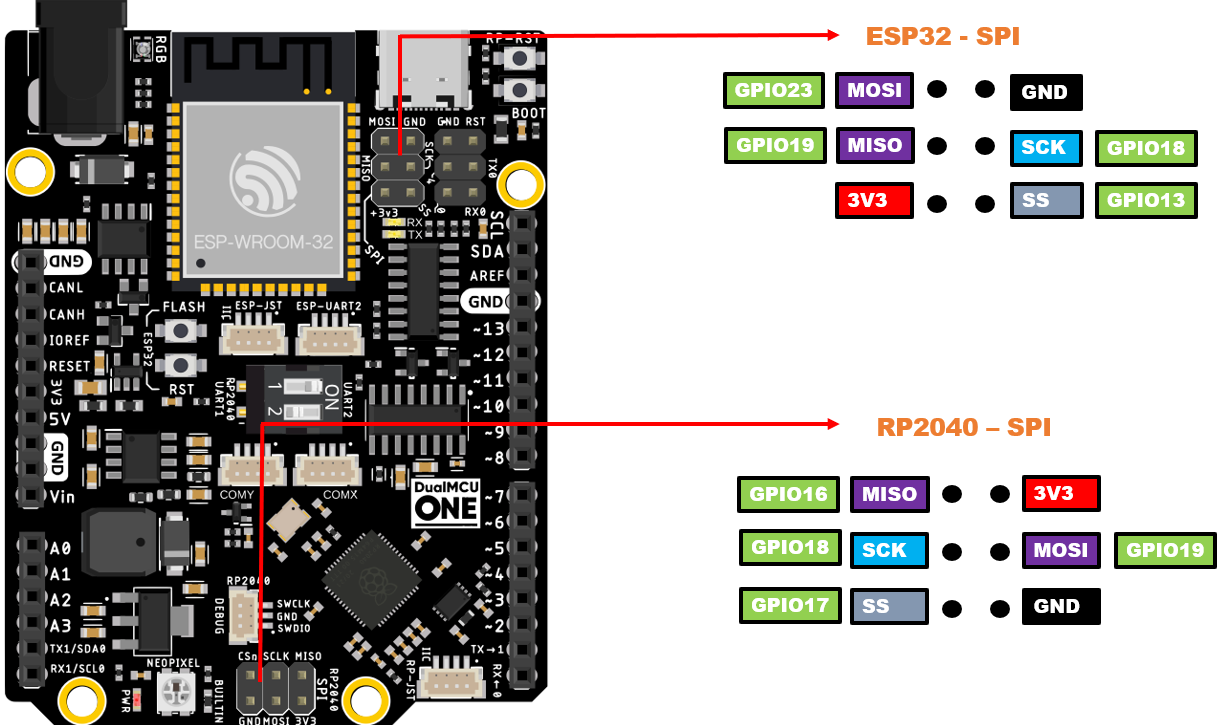 ESP32 - SPI
GPIO23 MOSI GND
GPIO19 MISO SCK GPIO18
3V3 SS GPIO13
RP2040 – SPI
GPIO16 MISO 3V3
GPIO18 SCK MOSI GPIO19
GPIO17 SS GND
RGB
RP-RST
BOOT
MOSI GND
GND RST
MISO
SCK
~4
TX0
+3v3
SS
RX0
RX
TX
SPI
ESP-WROOM-32
SCL
SDA
AREF
GND
~13
~12
~11
~10
~9
~8
~7
~6
~5
~4
~3
~2
TX→1
RX←0
GND
CANL
CANH
IOREF
RESET
3V3
5V
GND
Vin
A0
A1
A2
A3
TX1/SDA0
RX1/SCL0
FLASH
ESP32
RST
IIC
ESP-JST
ESP-UART2
RP2040
UART1
1
2
ON
UART2
COMY
COMX
DualMCU
ONE
RP2040
DEBUG
SWCLK
GND
SWDIO
NEOPIXEL
PWR
BUILTIN
CSn SCLK MISO
RP2040
SPI
GND MOSI 3V3
IIC
RP-JST